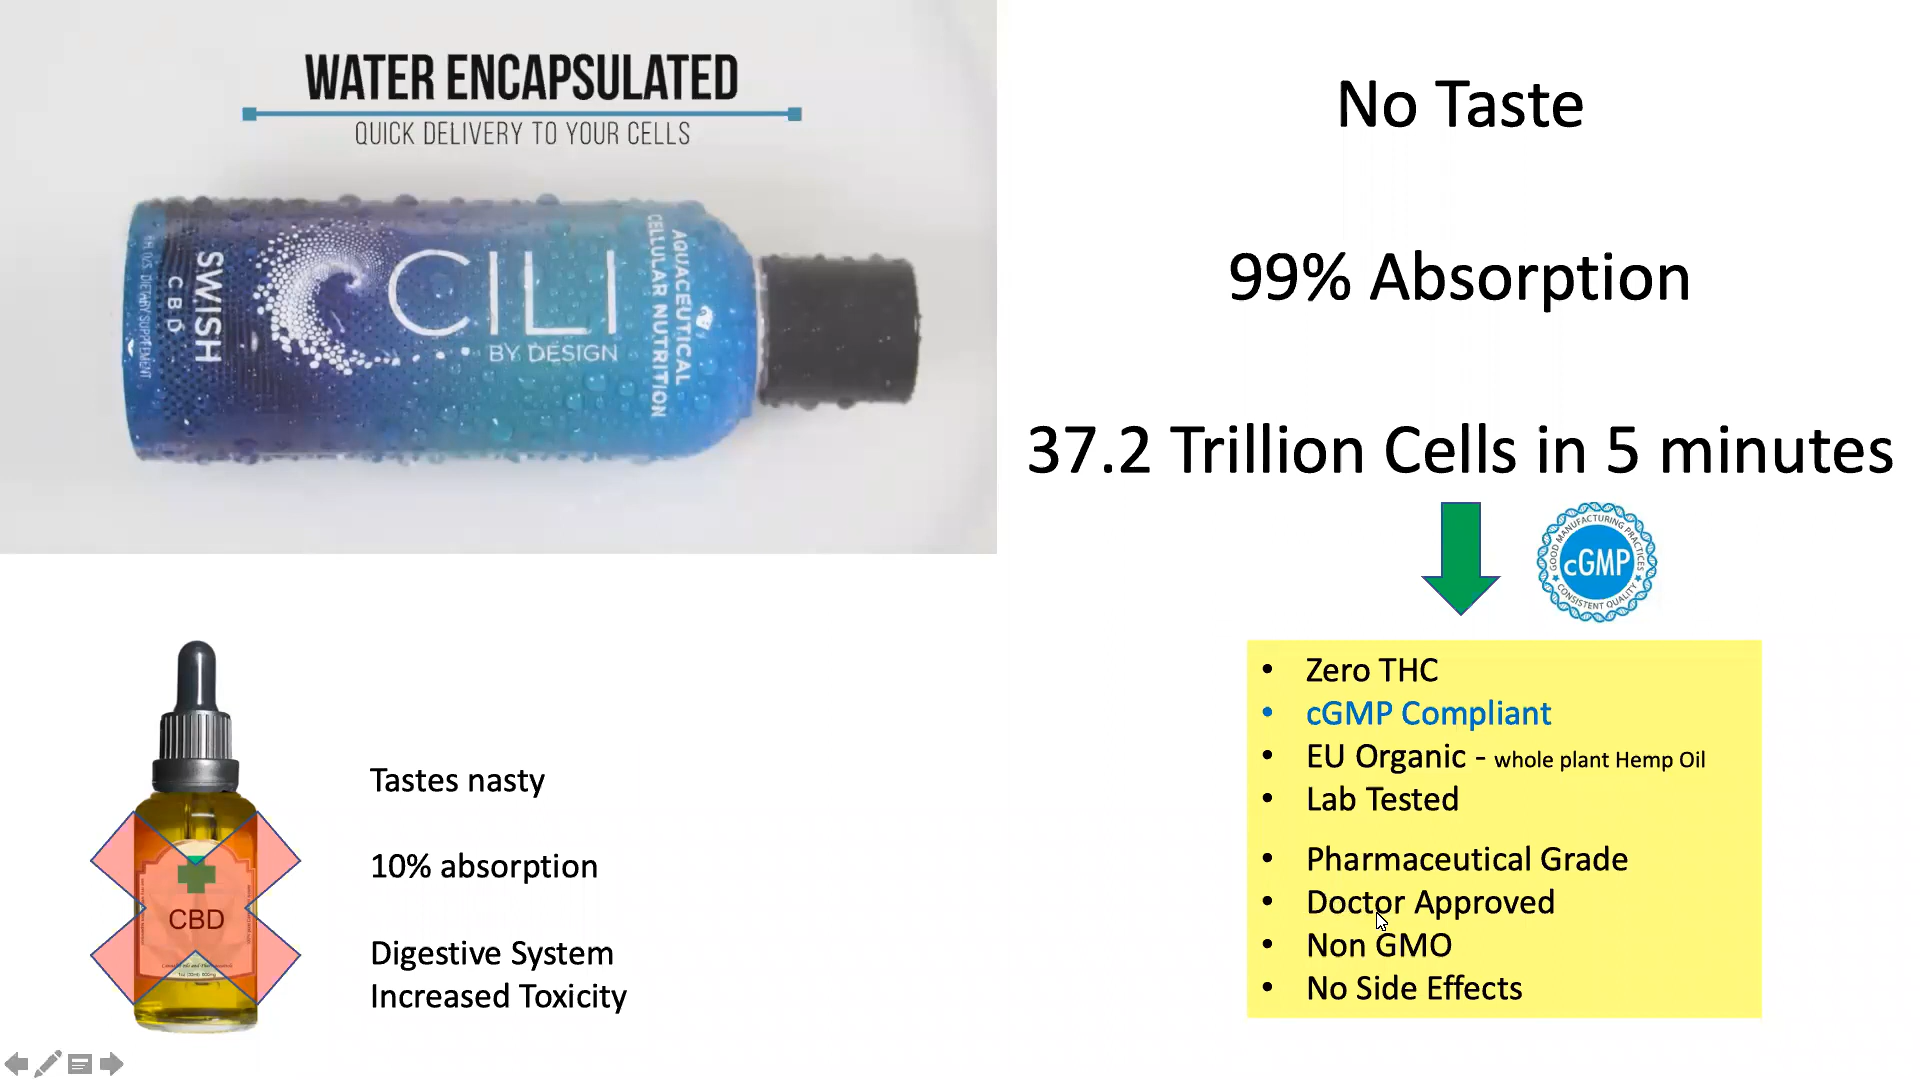 WATER ENCAPSULATED
QUICK DELIVERY TO YOUR CELLS
SWISH
CBD
DIETARY SUPPLEMENT
CILI
BY DESIGN
AQUACEUTICAL
CELLULAR NUTRITION
No Taste
99% Absorption
37.2 Trillion Cells in 5 minutes
GOOD MANUFACTURING PRACTICES
cGMP
CONSISTENT QUALITY
• Zero THC
• cGMP Compliant
• EU Organic - whole plant Hemp Oil
• Lab Tested
• Pharmaceutical Grade
• Doctor Approved
• Non GMO
• No Side Effects
CBD
Tastes nasty
10% absorption
Digestive System
Increased Toxicity